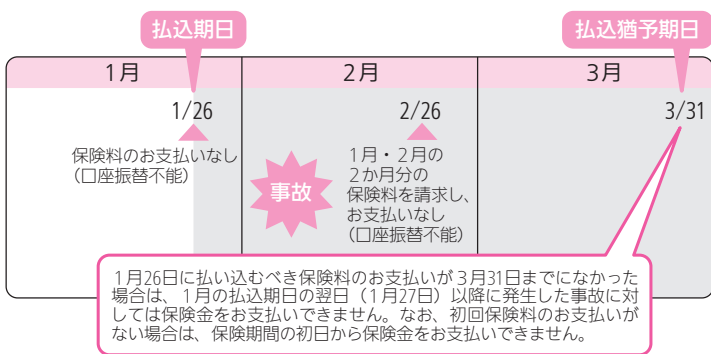 払込期日
払込猶予期日
1月
2月
3月
1/26
2/26
3/31
保険料のお支払いなし
（口座振替不能）
事故
1月・2月の
2か月分の
保険料を請求し、
お支払いなし
（口座振替不能）
1月26日に払い込むべき保険料のお支払いが3月31日までになかった
場合は、1月の払込期日の翌日（1月27日）以降に発生した事故に対
しては保険金をお支払いできません。なお、初回保険料のお支払いが
ない場合は、保険期間の初日から保険金をお支払いできません。